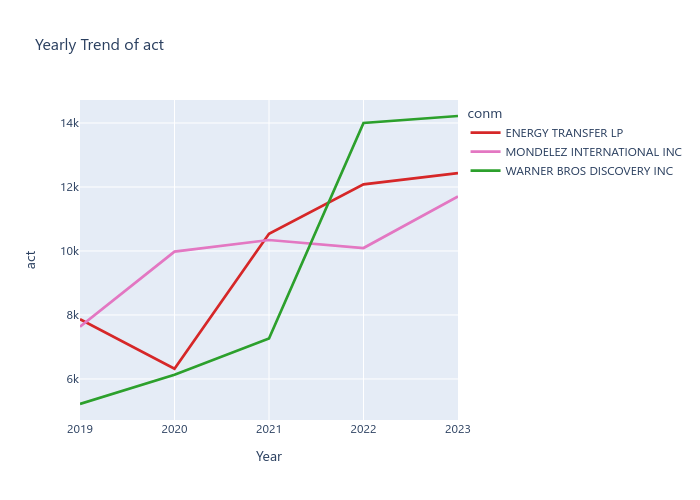 Yearly Trend of act
conm
ENERGY TRANSFER LP
MONDELEZ INTERNATIONAL INC
WARNER BROS DISCOVERY INC
14k
12k
10k
8k
6k
act
2019
2020
2021
2022
2023
Year